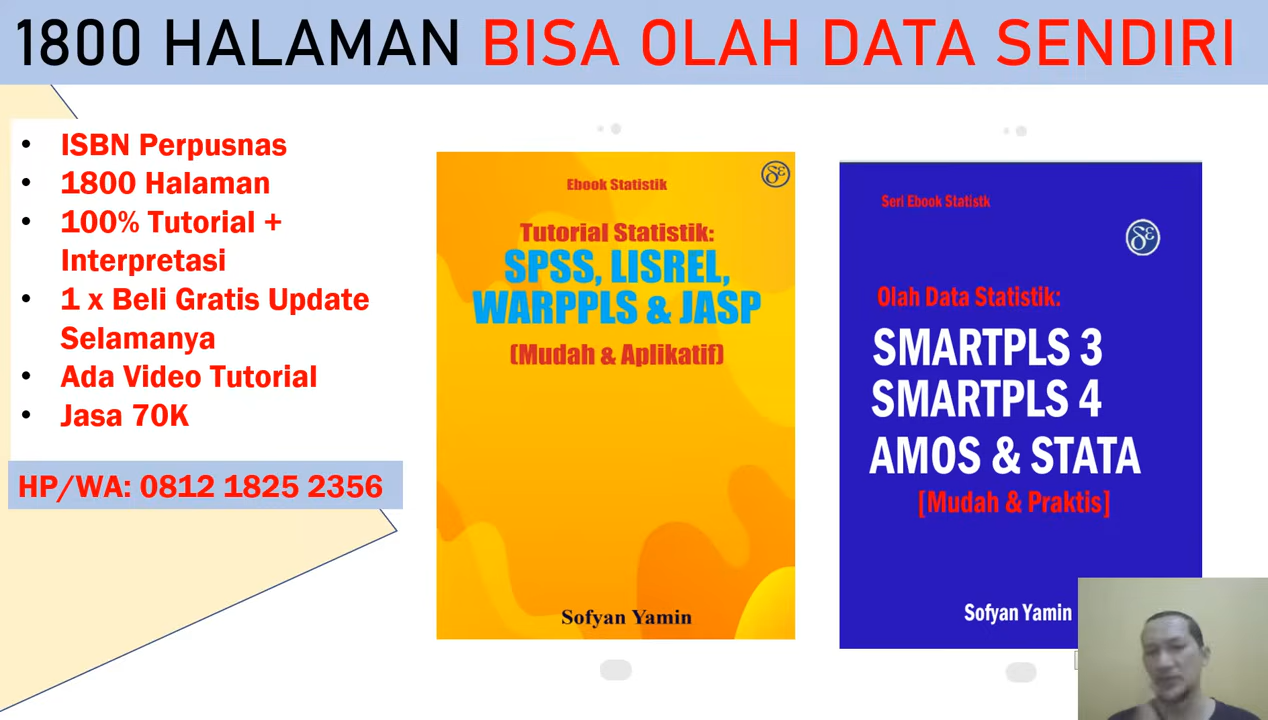 1800 HALAMAN BISA OLAH DATA SENDIRI
• ISBN Perpusnas
• 1800 Halaman
• 100% Tutorial +
Interpretasi
• 1 x Beli Gratis Update
Selamanya
• Ada Video Tutorial
• Jasa 70K
HP/WA: 0812 1825 2356
Ebook Statistik
Tutorial Statistik:
SPSS, LISREL,
WARPPLS & JASP
(Mudah & Aplikatif)
Sofyan Yamin
Seri Ebook Statistk
Olah Data Statistik:
SMARTPLS 3
SMARTPLS 4
AMOS & STATA
[Mudah & Praktis]
Sofyan Yamin